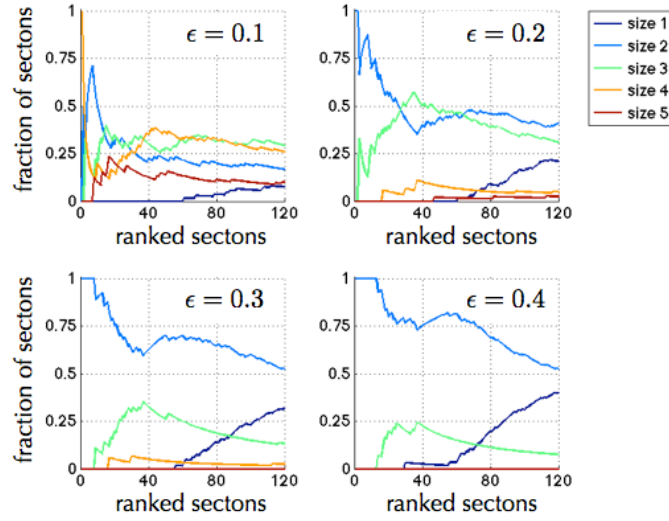 ϵ = 0.1
ϵ = 0.2
size 1
size 2
size 3
size 4
size 5
fraction of sectons
1
0.75
0.5
0.25
0
0 40 80 120
ranked sectons
1
0.75
0.5
0.25
0
0 40 80 120
ranked sectons
ϵ = 0.3
ϵ = 0.4
fraction of sectons
1
0.75
0.5
0.25
0
0 40 80 120
ranked sectons
1
0.75
0.5
0.25
0
0 40 80 120
ranked sectons